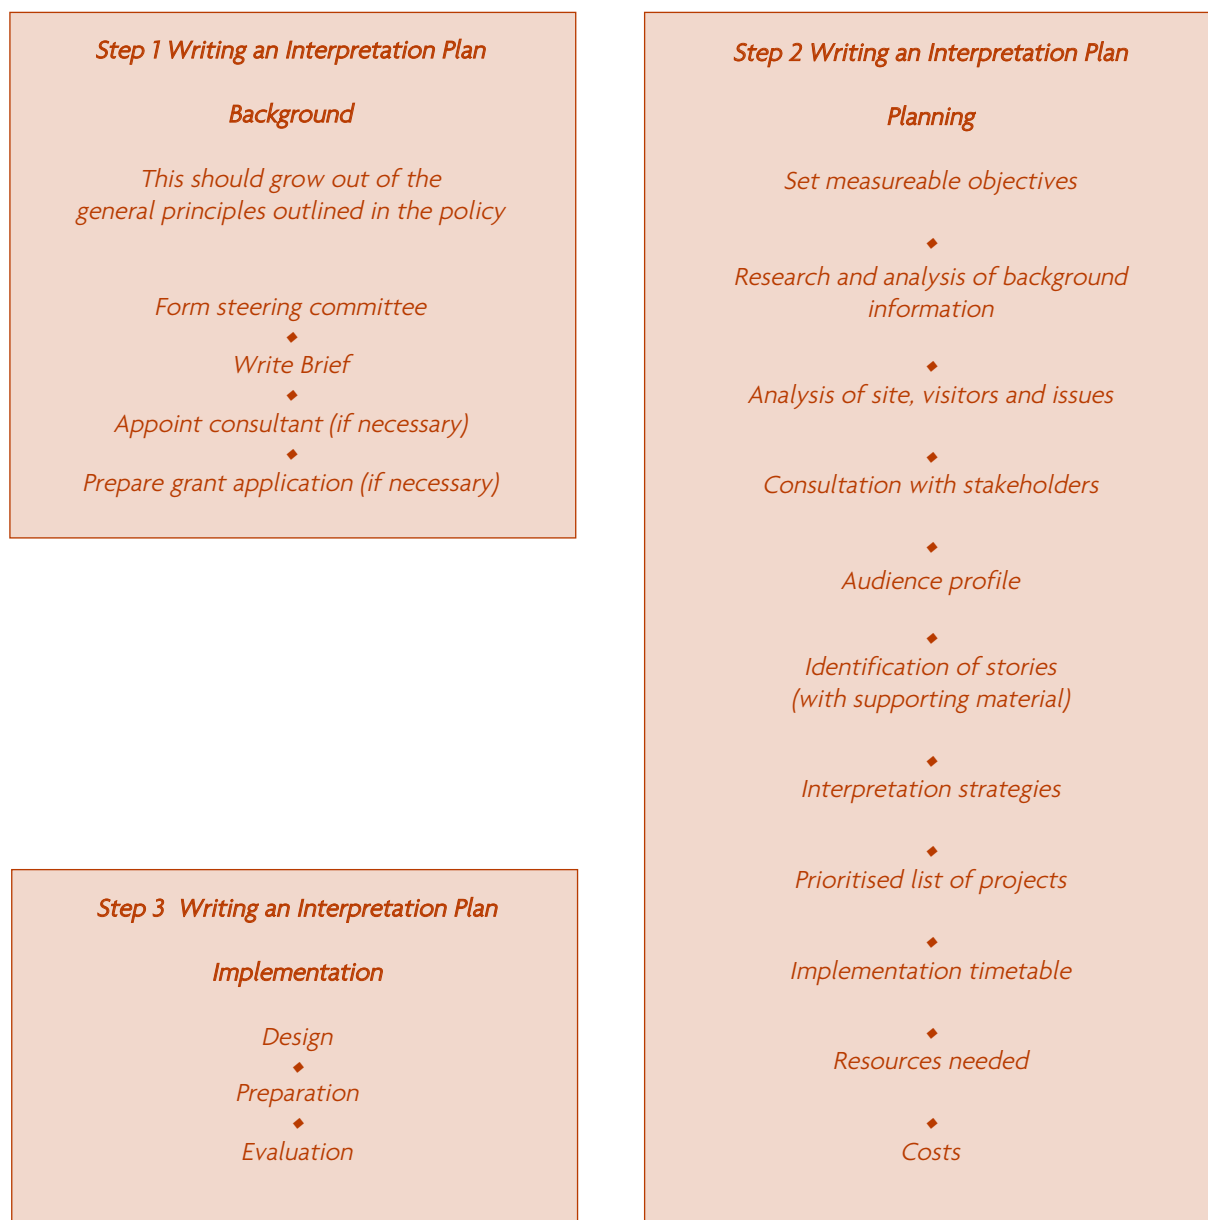 Step 1 Writing an Interpretation Plan
Background
This should grow out of the
general principles outlined in the policy
Form steering committee
◆
Write Brief
◆
Appoint consultant (if necessary)
◆
Prepare grant application (if necessary)
Step 2 Writing an Interpretation Plan
Planning
Set measureable objectives
◆
Research and analysis of background
information
◆
Analysis of site, visitors and issues
◆
Consultation with stakeholders
◆
Audience profile
◆
Identification of stories
(with supporting material)
◆
Interpretation strategies
◆
Prioritised list of projects
◆
Implementation timetable
◆
Resources needed
◆
Costs
Step 3  Writing an Interpretation Plan
Implementation
Design
◆
Preparation
◆
Evaluation